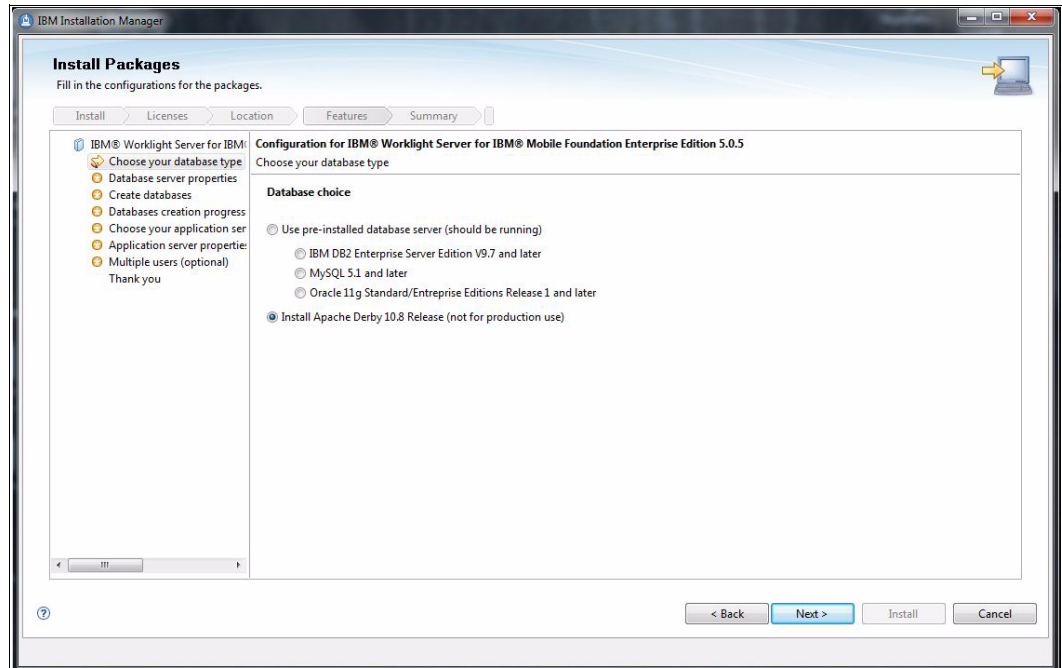 IBM Installation Manager
Install Packages
Fill in the configurations for the packages.
Install
Licenses
Location
Features
Summary
IBM® Worklight Server for IBM
Choose your database type
Database server properties
Create databases
Databases creation progress
Choose your application ser
Application server propertie
Multiple users (optional)
Thank you
Configuration for IBM® Worklight Server for IBM® Mobile Foundation Enterprise Edition 5.0.5
Choose your database type
Database choice
Use pre-installed database server (should be running)
IBM DB2 Enterprise Server Edition V9.7 and later
MySQL 5.1 and later
Oracle 11g Standard/Entreprise Editions Release 1 and later
Install Apache Derby 10.8 Release (not for production use)
?
< Back
Next >
Install
Cancel